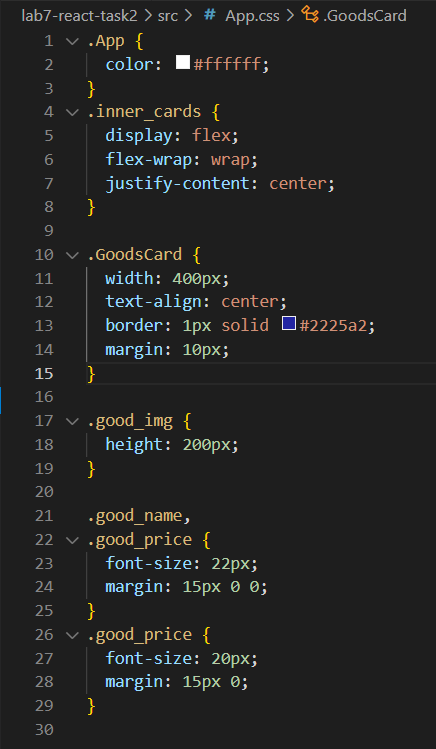 lab7-react-task2 > src > # App.css > .GoodsCard
1 .App {
2 color: #ffffff;
3 }
4 .inner_cards {
5 display: flex;
6 flex-wrap: wrap;
7 justify-content: center;
8 }
9
10 .GoodsCard {
11 width: 400px;
12 text-align: center;
13 border: 1px solid #2225a2;
14 margin: 10px;
15 }
16
17 .good_img {
18 height: 200px;
19 }
20
21 .good_name,
22 .good_price {
23 font-size: 22px;
24 margin: 15px 0 0;
25 }
26 .good_price {
27 font-size: 20px;
28 margin: 15px 0;
29 }
30